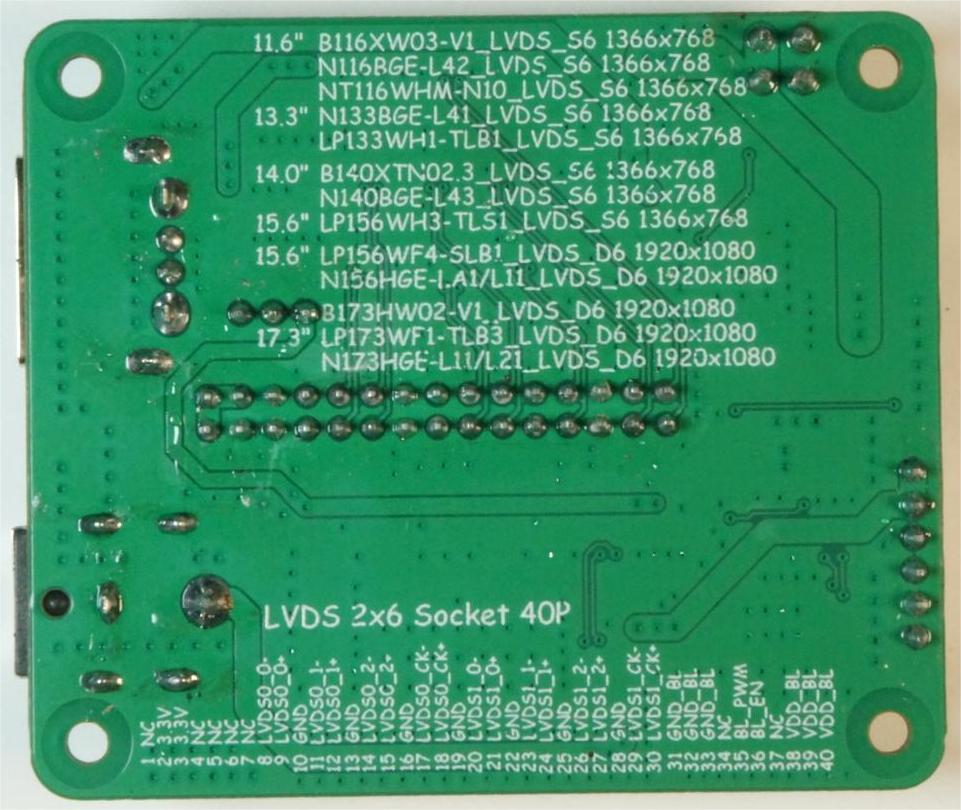 11.6" B116XW03-V1_LVDS_S6 1366x768
N116BGE-L42_LVDS_S6 1366x768
NT116WHM-N10_LVDS_S6 1366x768
13.3" N133BGE-L41_LVDS_S6 1366x768
LP133WH1-TLB1_LVDS_S6 1366x768
14.0" B140XTN02.3_LVDS_S6 1366x768
N140BGE-L43_LVDS_S6 1366x768
15.6" LP156WH3-TLS1_LVDS_S6 1366x768
15.6" LP156WF4-SLB1_LVDS_D6 1920x1080
N156HGE-LA1/L11_LVDS_D6 1920x1080
B173HW02-V1_LVDS_D6 1920x1080
17.3" LP173WF1-TLB3_LVDS_D6 1920x1080
N173HGE-L11/L21_LVDS_D6 1920x1080
LVDS 2x6 Socket 40P
1 NC
2 3.3V
3 3.3V
4 NC
5 NC
6 NC
7 NC
8 LVDS0_0-
9 LVDS0_0+
10 GND
11 LVDS0_1-
12 LVDS0_1+
13 GND
14 LVDS0_2-
15 LVDS0_2+
16 GND
17 LVDS0_CK-
18 LVDS0_CK+
19 GND
20 LVDS1_0-
21 LVDS1_0+
22 GND
23 LVDS1_1-
24 LVDS1_1+
25 GND
26 LVDS1_2-
27 LVDS1_2+
28 GND
29 LVDS1_CK-
30 LVDS1_CK+
31 GND_BL
32 GND_BL
33 GND_BL
34 NC
35 BL_PWM
36 BL_EN
37 NC
38 VDD_BL
39 VDD_BL
40 VDD_BL